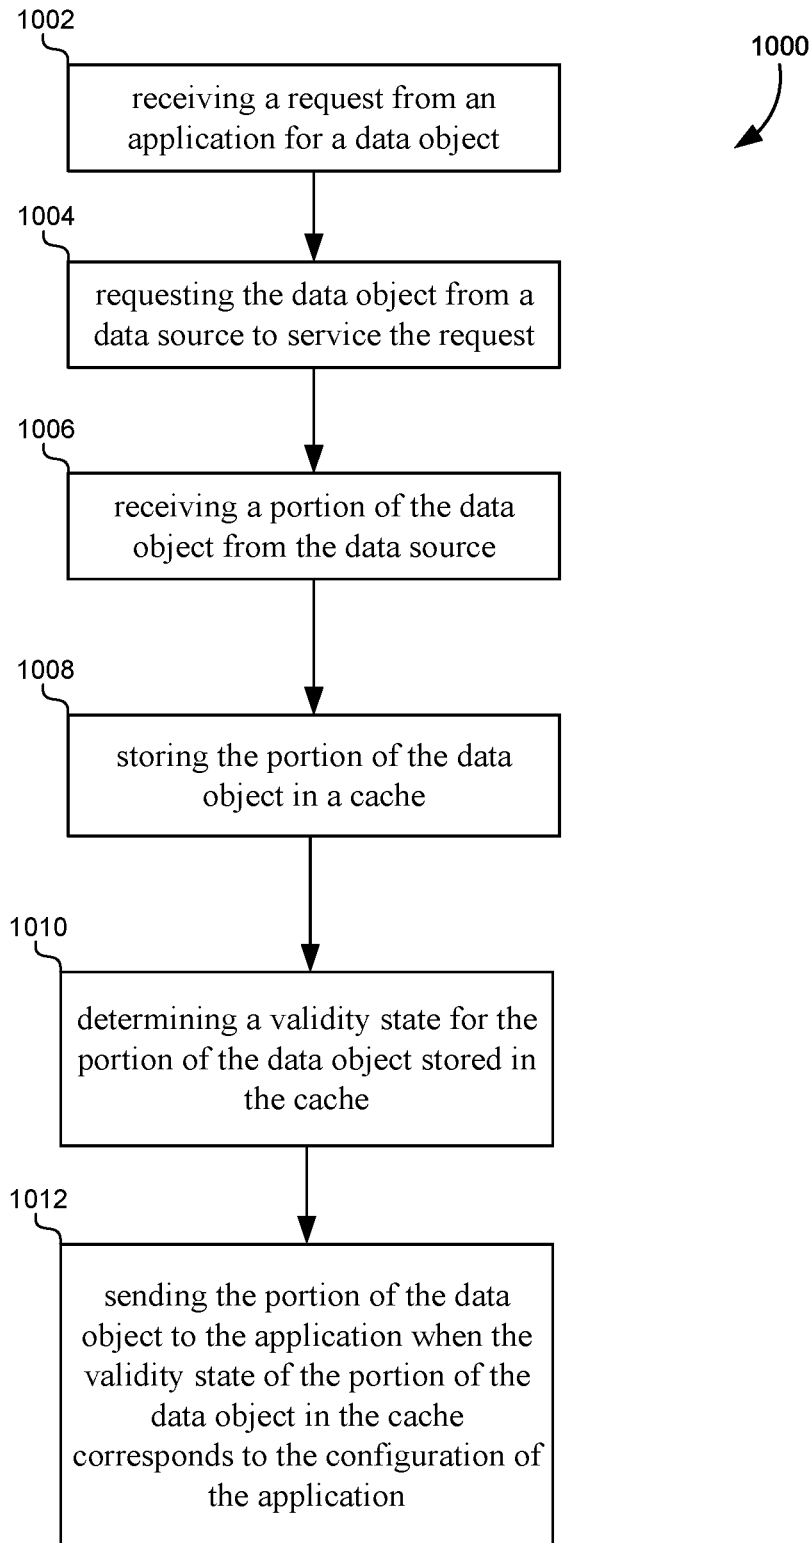 1002
1000
receiving a request from an
application for a data object
1004
requesting the data object from a
data source to service the request
1006
receiving a portion of the data
object from the data source
1008
storing the portion of the data
object in a cache
1010
determining a validity state for the
portion of the data object stored in
the cache
1012
sending the portion of the data
object to the application when the
validity state of the portion of the
data object in the cache
corresponds to the configuration of
the application